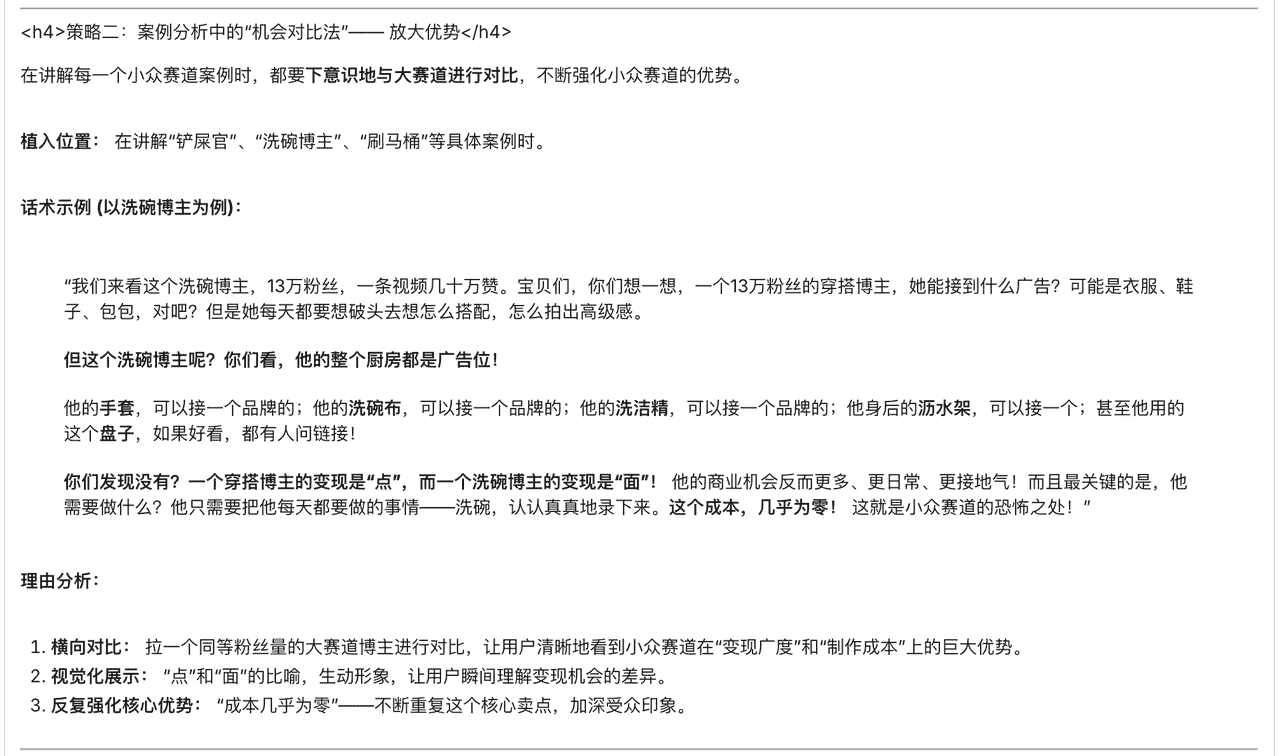 <h4>策略二：案例分析中的“机会对比法”—— 放大优势</h4>
在讲解每一个小众赛道案例时，都要下意识地与大赛道进行对比，不断强化小众赛道的优势。
植入位置： 在讲解“铲屎官”、“洗碗博主”、“刷马桶”等具体案例时。
话术示例 (以洗碗博主为例)：
“我们来看这个洗碗博主，13万粉丝，一条视频几十万赞。宝贝们，你们想一想，一个13万粉丝的穿搭博主，她能接到什么广告？可能是衣服、鞋
子、包包，对吧？但是她每天都要想破头去想怎么搭配，怎么拍出高级感。
但这个洗碗博主呢？你们看，他的整个厨房都是广告位！
他的手套，可以接一个品牌的；他的洗碗布，可以接一个品牌的；他的洗洁精，可以接一个品牌的；他身后的沥水架，可以接一个；甚至他用的
这个盘子，如果好看，都有人问链接！
你们发现没有？一个穿搭博主的变现是“点”，而一个洗碗博主的变现是“面”！ 他的商业机会反而更多、更日常、更接地气！而且最关键的是，他
需要做什么？他只需要把他每天都要做的事情——洗碗，认认真真地录下来。这个成本，几乎为零！ 这就是小众赛道的恐怖之处！”
理由分析：
1. 横向对比： 拉一个同等粉丝量的大赛道博主进行对比，让用户清晰地看到小众赛道在“变现广度”和“制作成本”上的巨大优势。
2. 视觉化展示： “点”和“面”的比喻，生动形象，让用户瞬间理解变现机会的差异。
3. 反复强化核心优势： “成本几乎为零”——不断重复这个核心卖点，加深受众印象。